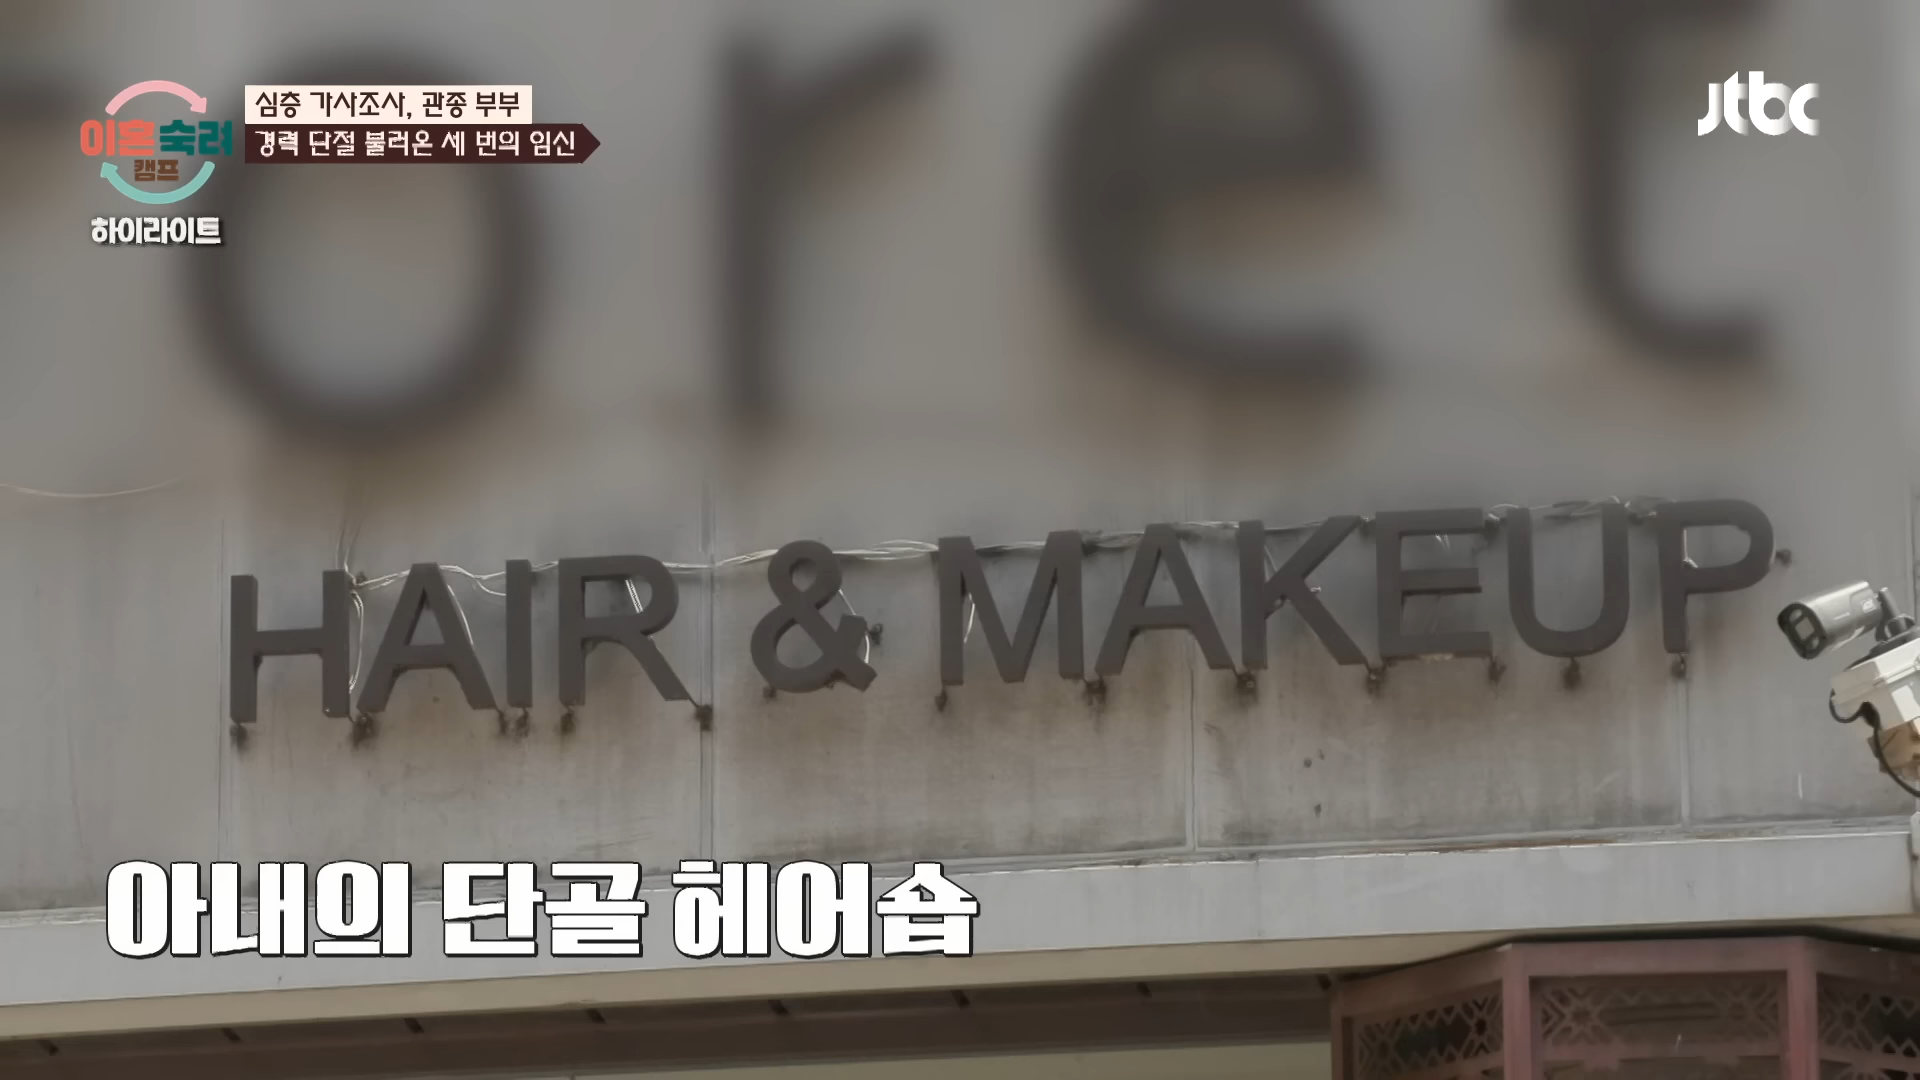 심층 가사조사, 관종 부부
경력 단절 불러온 세 번의 임신
이혼 숙려
캠프
하이라이트
jtbc
oret
HAIR & MAKEUP
아내의 단골 헤어숍